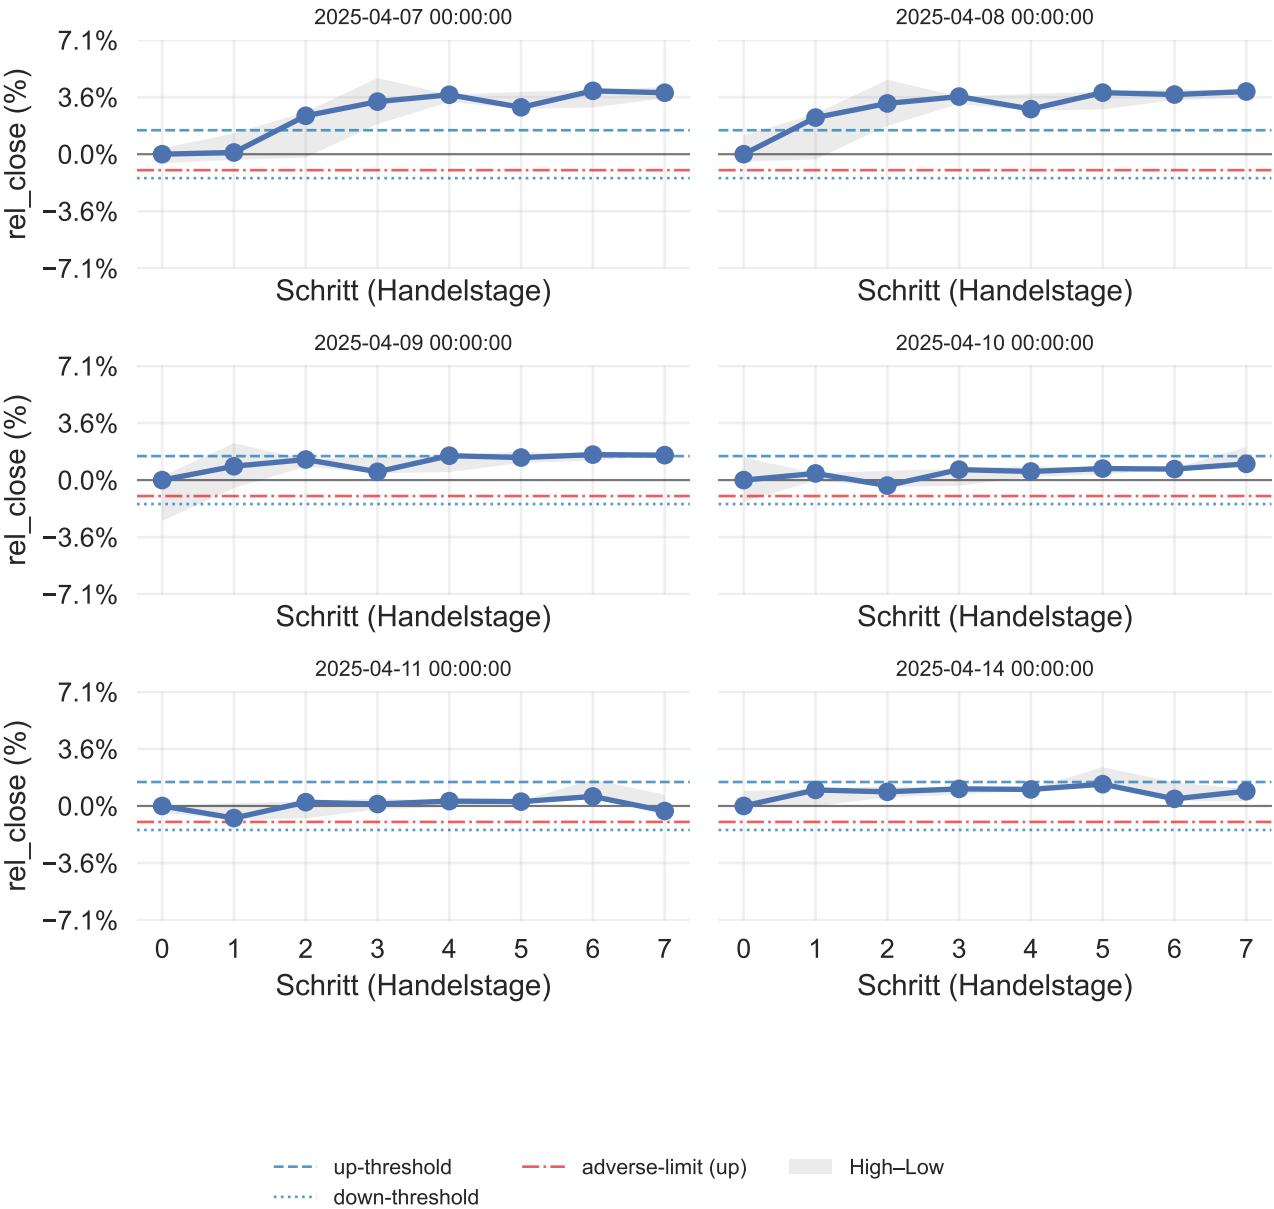 2025-04-07 00:00:00
2025-04-08 00:00:00
7.1%
3.6%
0.0%
−3.6%
−7.1%
rel_close (%)
Schritt (Handelstage)
Schritt (Handelstage)
2025-04-09 00:00:00
2025-04-10 00:00:00
7.1%
3.6%
0.0%
−3.6%
−7.1%
rel_close (%)
Schritt (Handelstage)
Schritt (Handelstage)
2025-04-11 00:00:00
2025-04-14 00:00:00
7.1%
3.6%
0.0%
−3.6%
−7.1%
rel_close (%)
0 1 2 3 4 5 6 7
0 1 2 3 4 5 6 7
Schritt (Handelstage)
Schritt (Handelstage)
up-threshold
down-threshold
adverse-limit (up)
High–Low